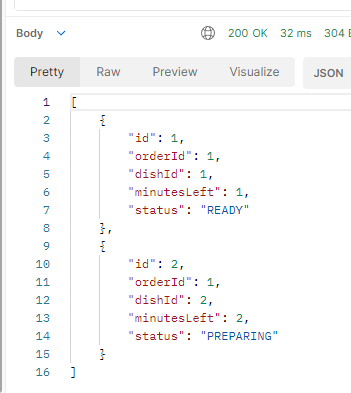 Body 200 OK 32 ms 304
Pretty Raw Preview Visualize JSON
1 [
2 {
3 "id": 1,
4 "orderId": 1,
5 "dishId": 1,
6 "minutesLeft": 1,
7 "status": "READY"
8 },
9 {
10 "id": 2,
11 "orderId": 1,
12 "dishId": 2,
13 "minutesLeft": 2,
14 "status": "PREPARING"
15 }
16 ]